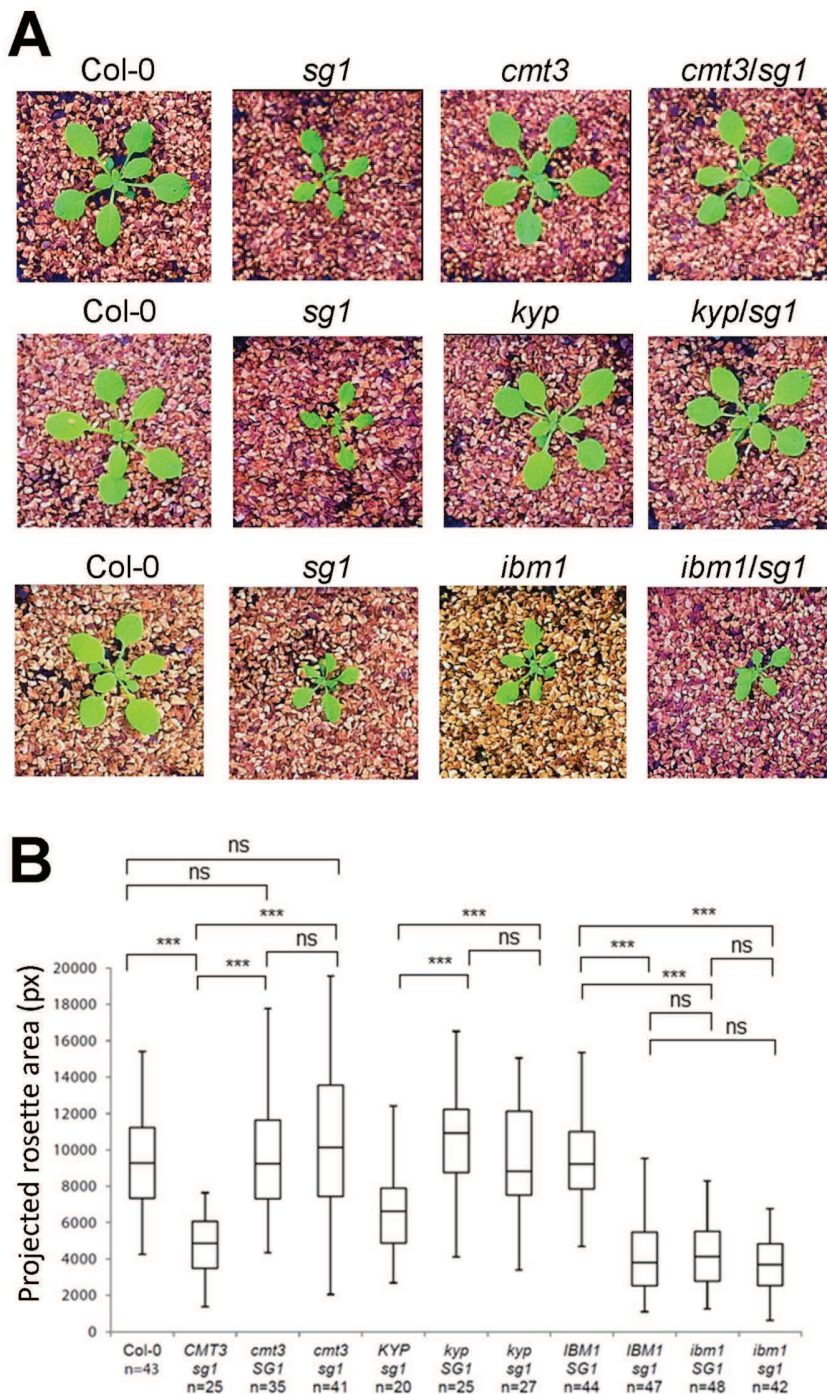 A
Col-0 sg1 cmt3 cmt3/sg1
Col-0 sg1 kyp kyp/sg1
Col-0 sg1 ibm1 ibm1/sg1
B
ns
ns
*** *** *** ns *** *** ns *** *** *** ns ns ns
Projected rosette area (px)
20000
18000
16000
14000
12000
10000
8000
6000
4000
2000
0
Col-0 CMT3 cmt3 cmt3 KYP kyp kyp IBM1 IBM1 ibm1 ibm1
n=43 sg1 SG1 sg1 sg1 SG1 sg1 SG1 sg1 SG1 sg1
n=25 n=35 n=41 n=20 n=25 n=27 n=44 n=47 n=48 n=42